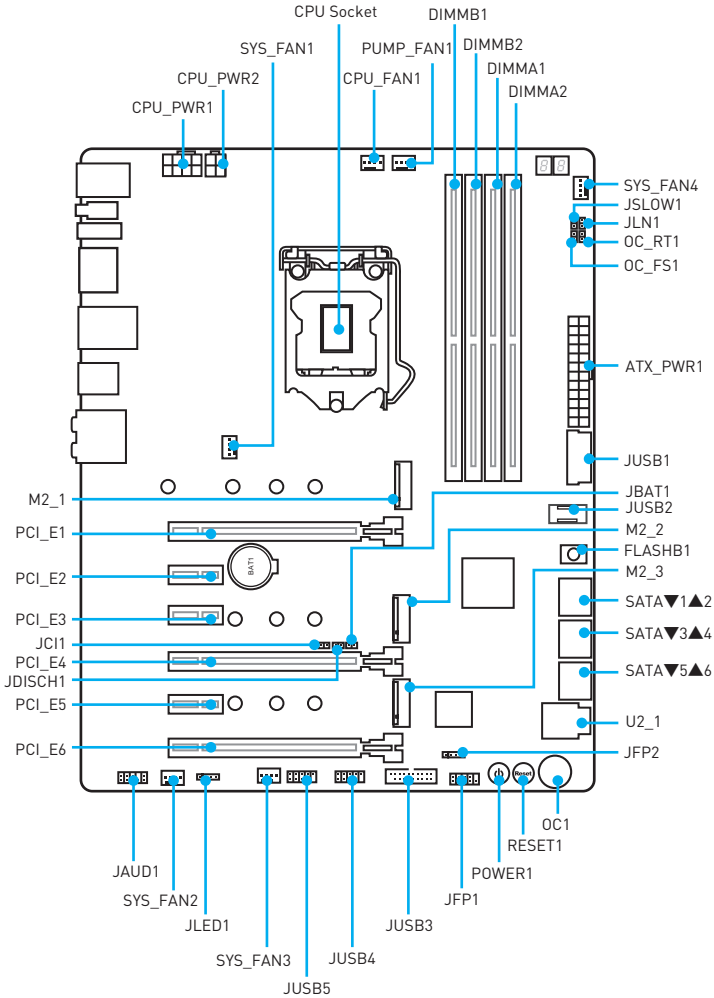 CPU Socket
DIMMB1
SYS_FAN1
PUMP_FAN1
DIMMB2
CPU_PWR2
CPU_FAN1
DIMMA1
CPU_PWR1
DIMMA2
SYS_FAN4
JSLOW1
JLN1
OC_RT1
OC_FS1
ATX_PWR1
JUSB1
JBAT1
M2_1
JUSB2
M2_2
PCI_E1
FLASHB1
BAT1
M2_3
PCI_E2
SATA▼1▲2
PCI_E3
SATA▼3▲4
JCI1
PCI_E4
SATA▼5▲6
JDISCH1
PCI_E5
U2_1
PCI_E6
JFP2
Reset
OC1
RESET1
JAUD1
POWER1
SYS_FAN2
JFP1
JLED1
JUSB3
SYS_FAN3
JUSB4
JUSB5